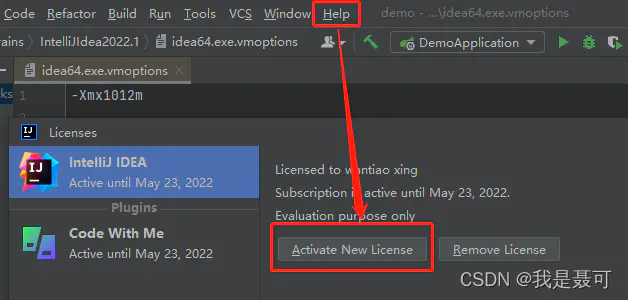 Code Refactor Build Run Tools VCS Window Help demo - ...\idea64.exe.vmoptions
rains IntelliJIdea2022.1 idea64.exe.vmoptions DemoApplication
idea64.exe.vmoptions
ks 1 -Xmx1012m
2
Licenses
IntelliJ IDEA
Active until May 23, 2022
Plugins
Code With Me
Active until May 23, 2022
Licensed to wantiao xing
Subscription is active until May 23, 2022.
Evaluation purpose only
Activate New License Remove License
CSDN @我是聂可